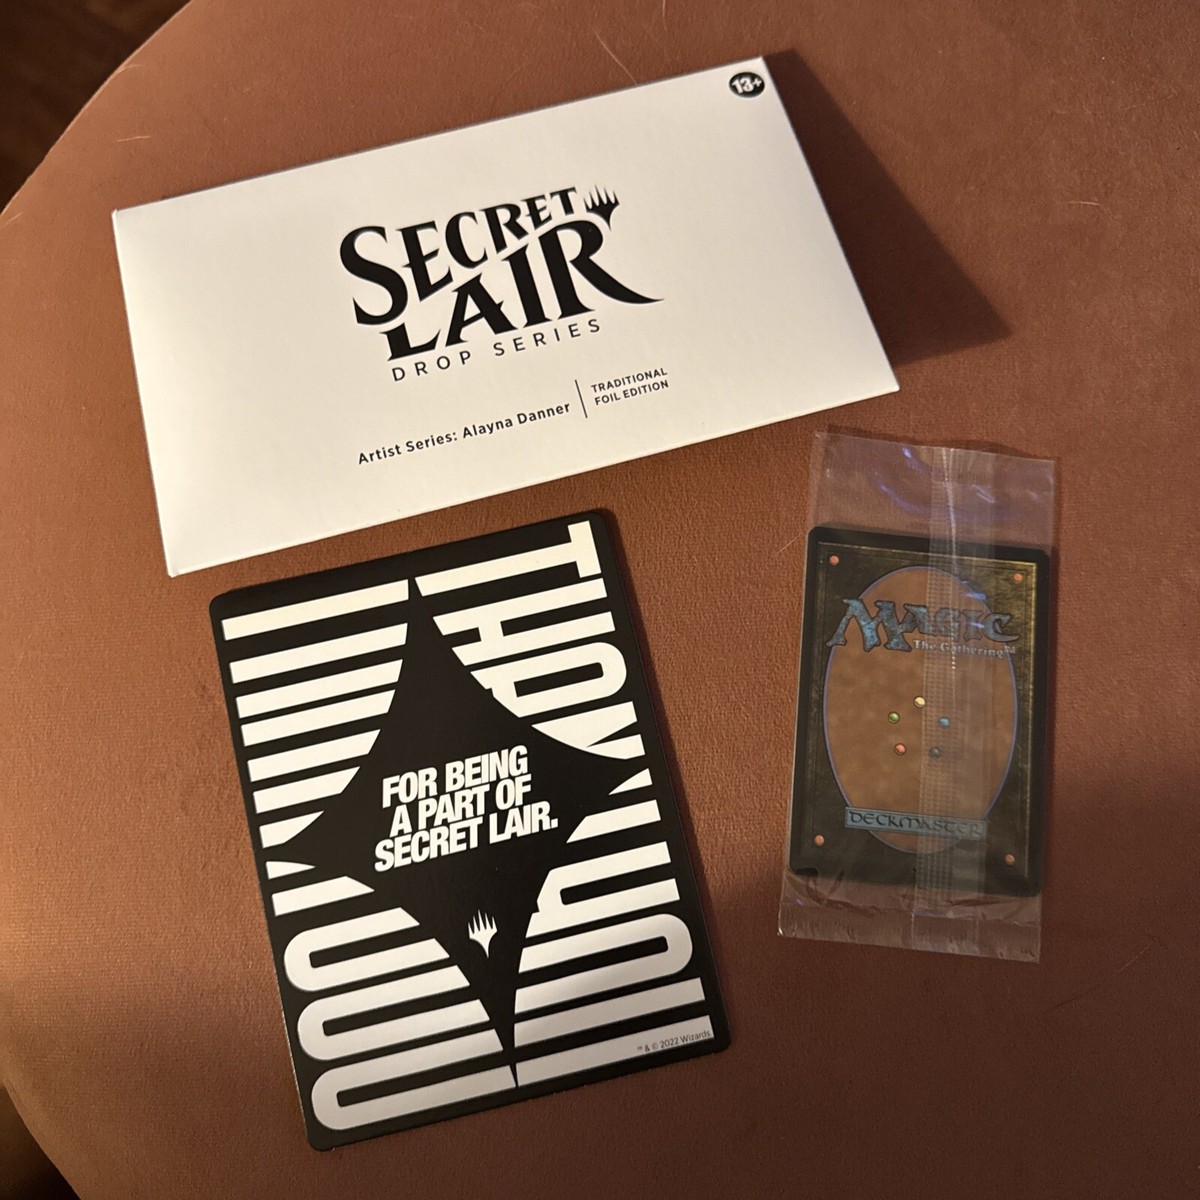 13+
SECRET
LAIR
DROP SERIES
Artist Series: Alayna Danner
TRADITIONAL
FOIL EDITION
THANK YOU
FOR BEING
A PART OF
SECRET LAIR.
™ & © 2022 Wizards
MAGIC
The Gathering
DECKMASTER